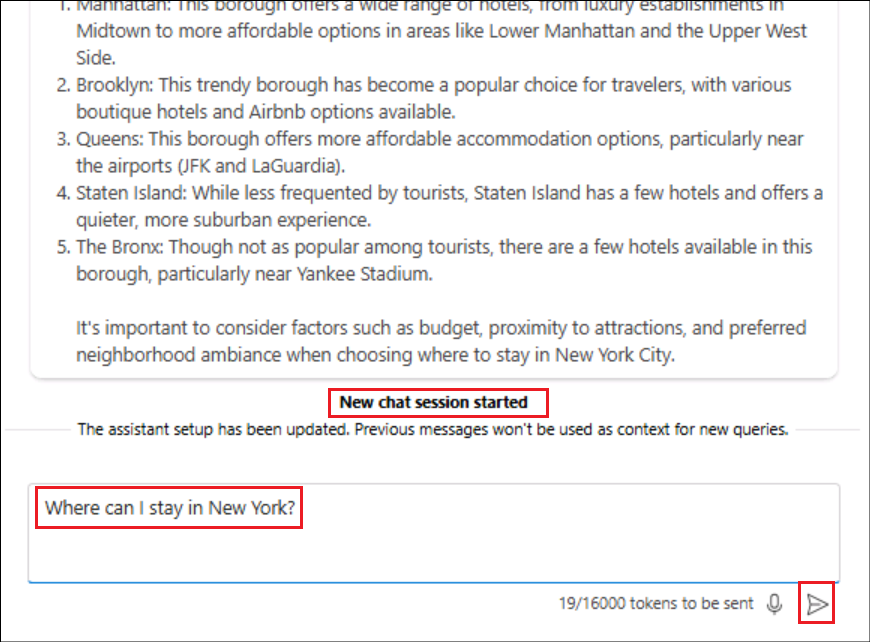 1. Manhattan: This borough offers a wide range of hotels, from luxury establishments in
Midtown to more affordable options in areas like Lower Manhattan and the Upper West
Side.
2. Brooklyn: This trendy borough has become a popular choice for travelers, with various
boutique hotels and Airbnb options available.
3. Queens: This borough offers more affordable accommodation options, particularly near
the airports (JFK and LaGuardia).
4. Staten Island: While less frequented by tourists, Staten Island has a few hotels and offers a
quieter, more suburban experience.
5. The Bronx: Though not as popular among tourists, there are a few hotels available in this
borough, particularly near Yankee Stadium.
It's important to consider factors such as budget, proximity to attractions, and preferred
neighborhood ambiance when choosing where to stay in New York City.
New chat session started
The assistant setup has been updated. Previous messages won't be used as context for new queries.
Where can I stay in New York?
19/16000 tokens to be sent